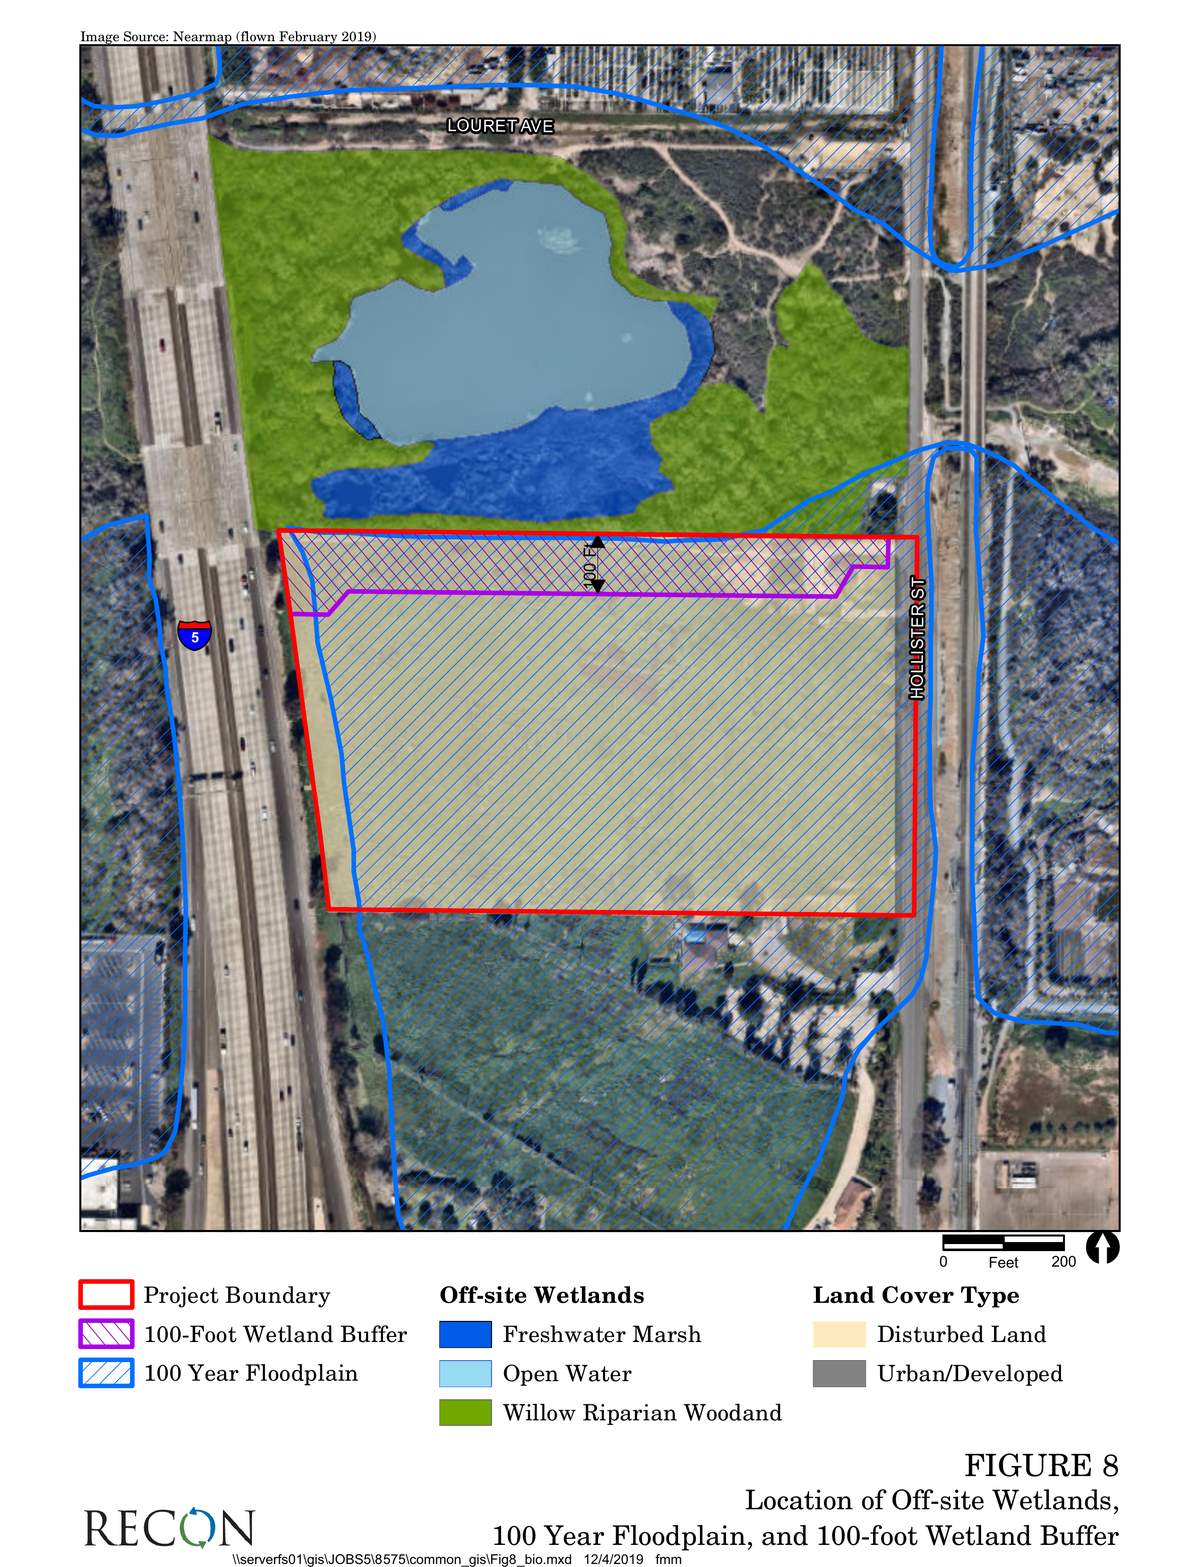 Image Source: Nearmap (flown February 2019)
LOURET AVE
100 Ft
HOLLISTER ST
5
0 Feet 200
Project Boundary
100-Foot Wetland Buffer
100 Year Floodplain
Off-site Wetlands
Freshwater Marsh
Open Water
Willow Riparian Woodand
Land Cover Type
Disturbed Land
Urban/Developed
FIGURE 8
Location of Off-site Wetlands,
100 Year Floodplain, and 100-foot Wetland Buffer
RECON
\\serverfs01\gis\JOBS5\8575\common_gis\Fig8_bio.mxd 12/4/2019 fmm